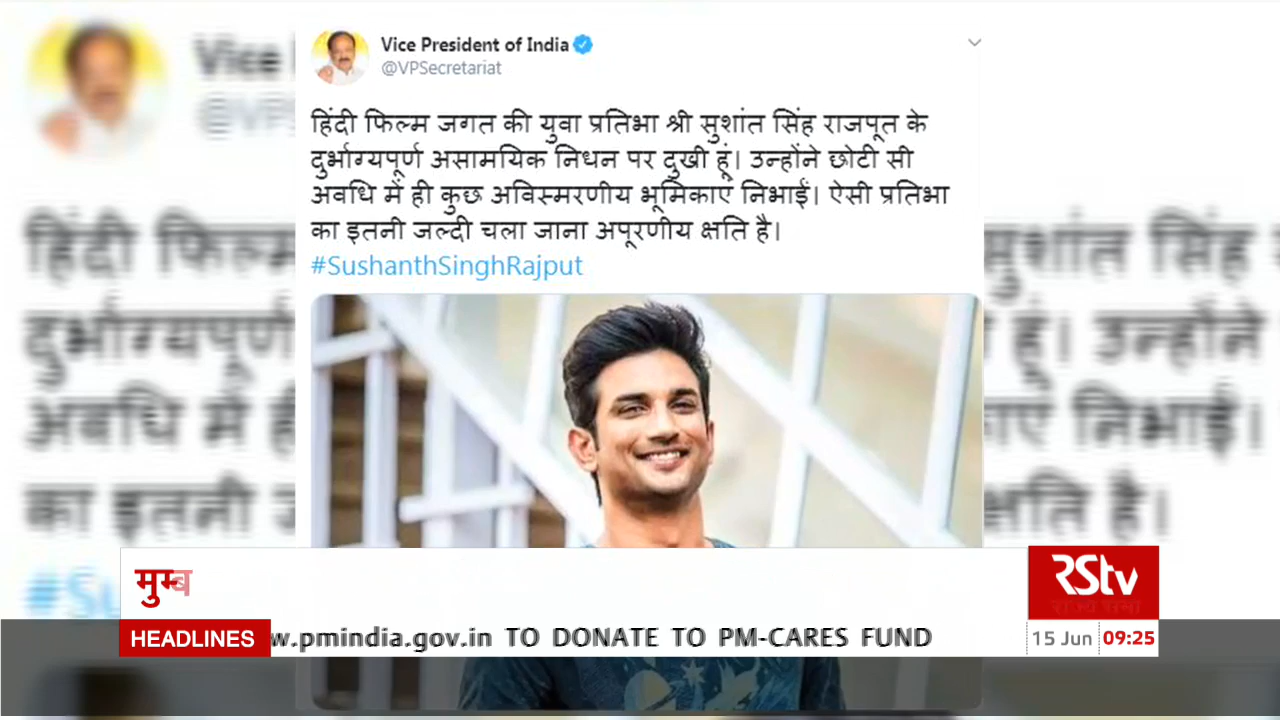 Vice President of India
@VPSecretariat
हिंदी फिल्म जगत की युवा प्रतिभा श्री सुशांत सिंह राजपूत के
दुर्भाग्यपूर्ण असामयिक निधन पर दुखी हूं। उन्होंने छोटी सी
अवधि में ही कुछ अविस्मरणीय भूमिकाएं निभाईं। ऐसी प्रतिभा
का इतनी जल्दी चला जाना अपूरणीय क्षति है।
#SushanthSinghRajput
मुम्ब
RStv
राज्य सभा
HEADLINES
w.pmindia.gov.in TO DONATE TO PM-CARES FUND
15 Jun 09:25